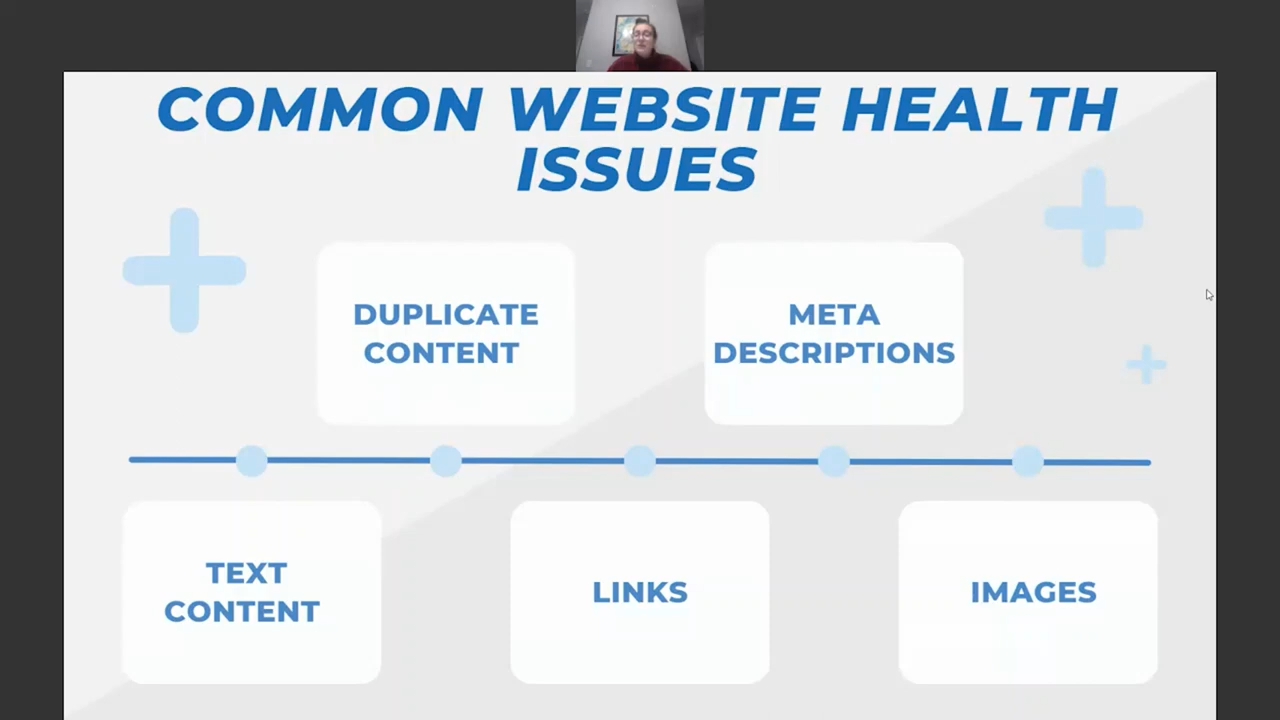 COMMON WEBSITE HEALTH
ISSUES
DUPLICATE
CONTENT
META
DESCRIPTIONS
TEXT
CONTENT
LINKS
IMAGES